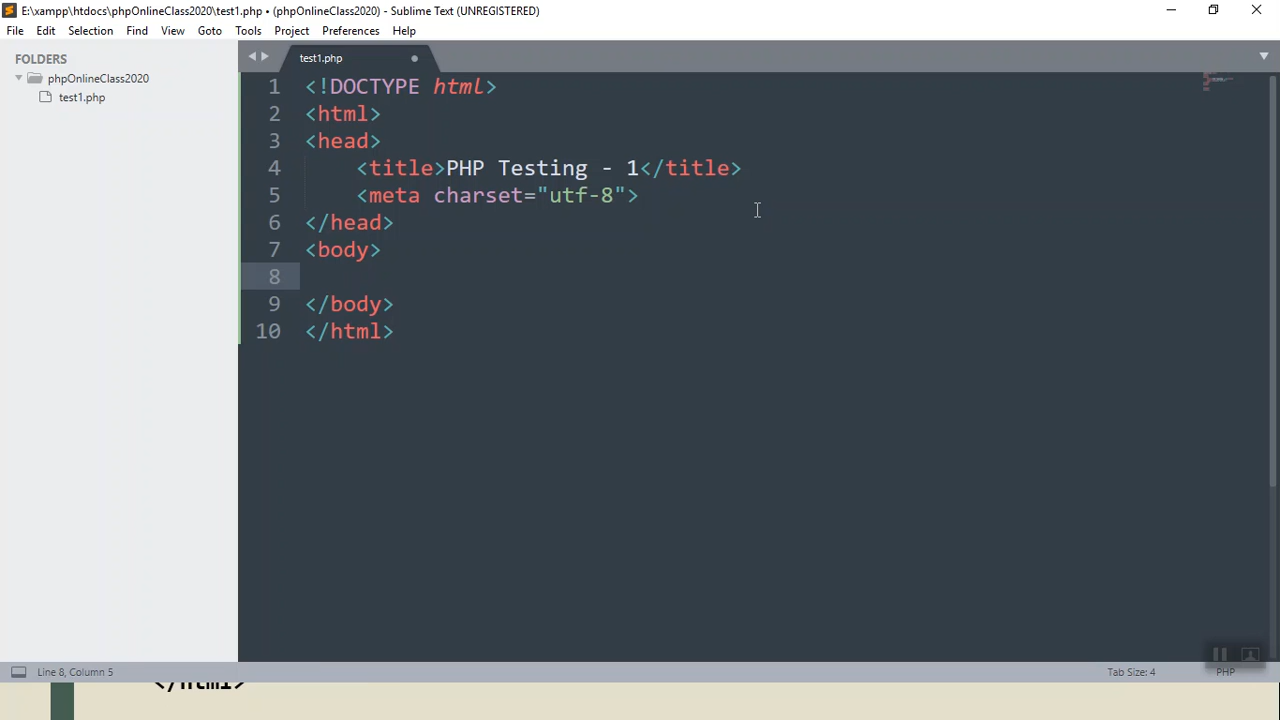 E:\xampp\htdocs\phpOnlineClass2020\test1.php • (phpOnlineClass2020) - Sublime Text (UNREGISTERED)
File Edit Selection Find View Goto Tools Project Preferences Help
FOLDERS
phpOnlineClass2020
test1.php
test1.php
1 <!DOCTYPE html>
2 <html>
3 <head>
4 <title>PHP Testing - 1</title>
5 <meta charset="utf-8">
6 </head>
7 <body>
8
9 </body>
10 </html>
Line 8, Column 5
Tab Size: 4
PHP
</html>